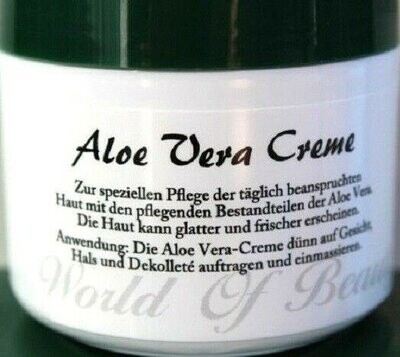 Aloe Vera Creme
Zur speziellen Pflege der täglich beanspruchten
Haut mit den pflegenden Bestandteilen der Aloe Vera.
Die Haut kann glatter und frischer erscheinen.
Anwendung: Die Aloe Vera-Creme dünn auf Gesicht,
Hals und Dekolleté auftragen und einmassieren.
World Of